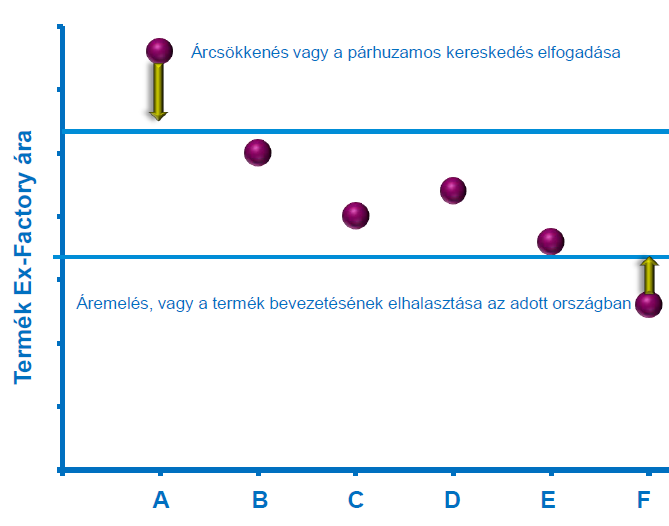 Árcsökkenés vagy a párhuzamos kereskedés elfogadása
Termék Ex-Factory ára
Áremelés, vagy a termék bevezetésének elhalasztása az adott országban
A B C D E F